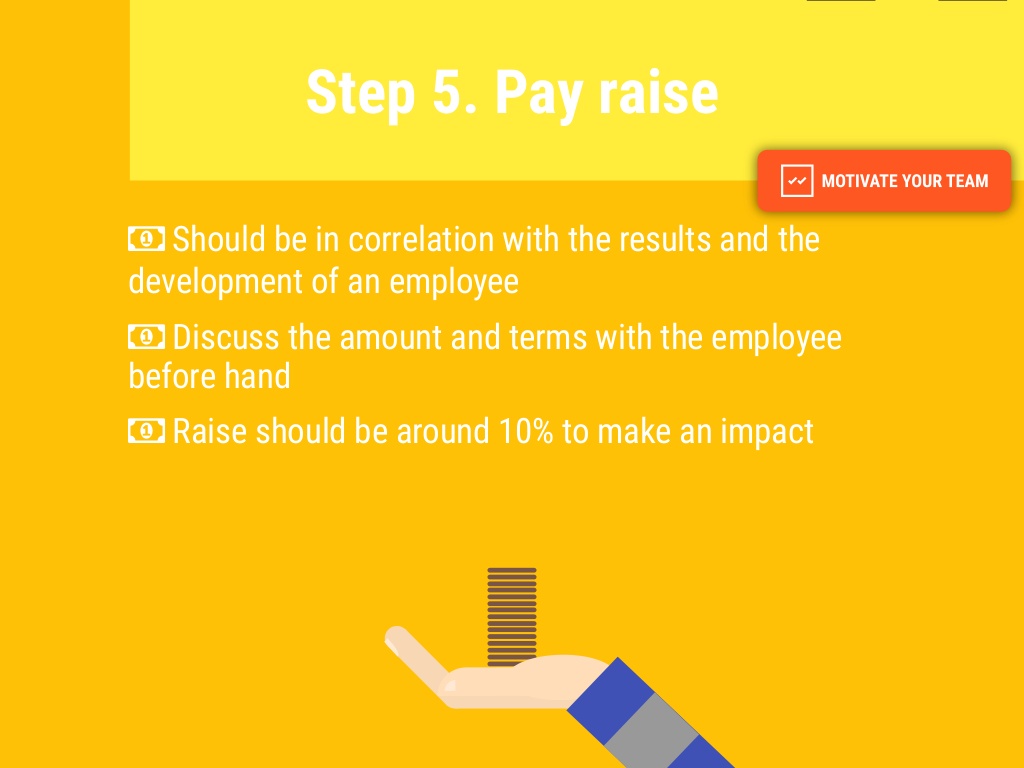 Step 5. Pay raise
MOTIVATE YOUR TEAM
Should be in correlation with the results and the
development of an employee
Discuss the amount and terms with the employee
before hand
Raise should be around 10% to make an impact